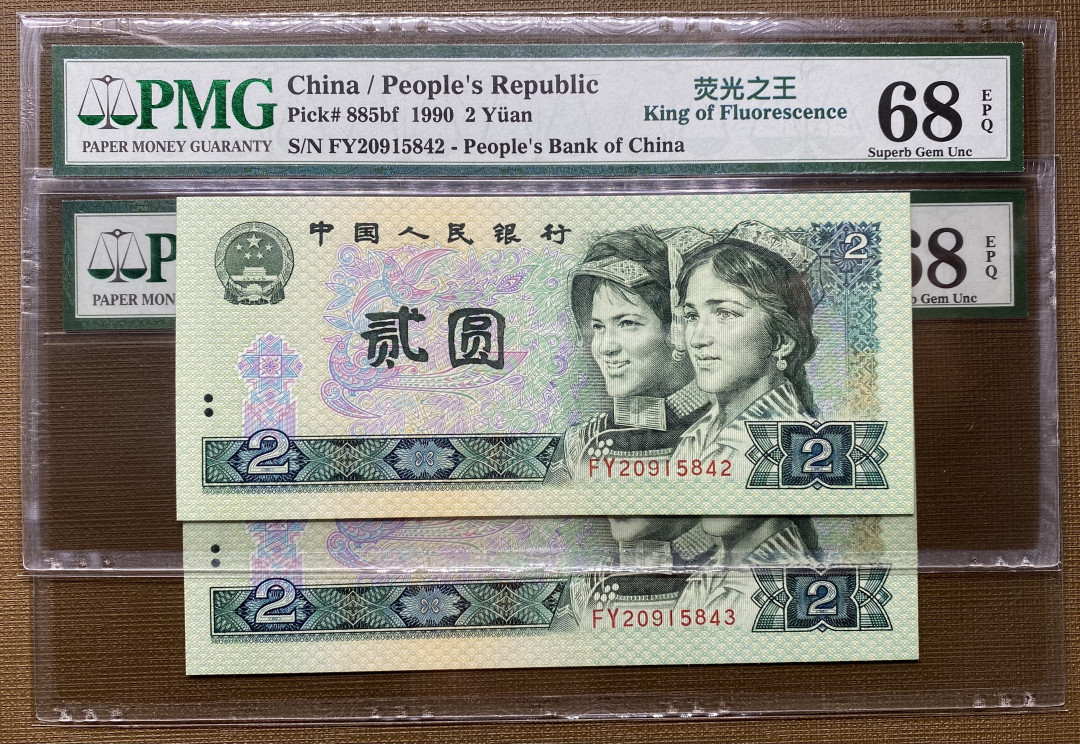 PMG
PAPER MONEY GUARANTY
China / People's Republic
Pick# 885bf 1990 2 Yüan
S/N FY20915842 - People's Bank of China
荧光之王
King of Fluorescence
68
EPQ
Superb Gem Unc
P
PAPER MON
68
EPQ
Gem Unc
中国人民银行
2
贰圆
2
FY20915842
2
2
FY20915843
2